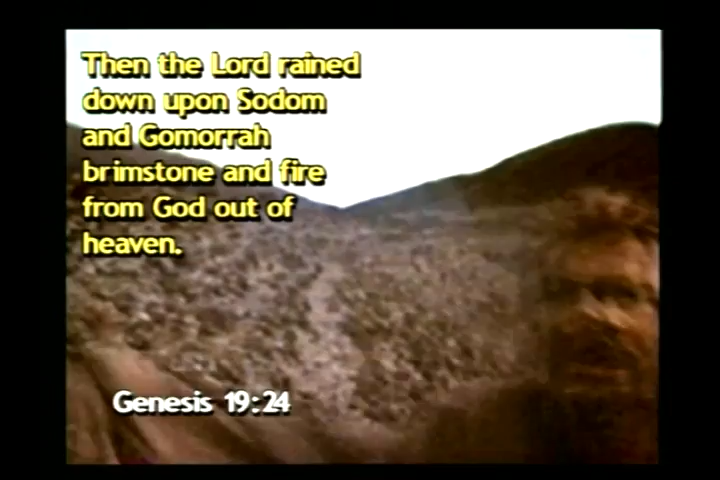 Then the Lord rained
down upon Sodom
and Gomorrah
brimstone and fire
from God out of
heaven.
Genesis 19:24